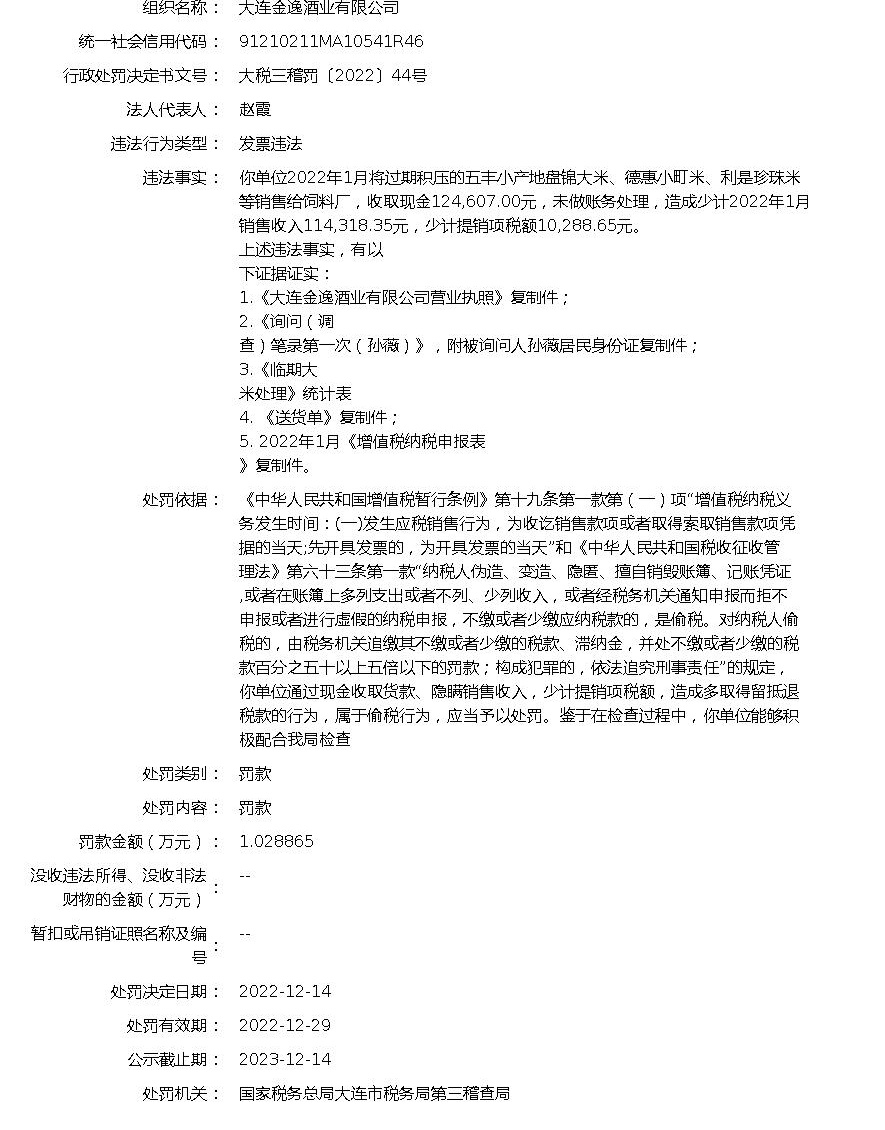 组织名称： 大连金逸酒业有限公司
统一社会信用代码： 91210211MA10541R46
行政处罚决定书文号： 大税三稽罚〔2022〕44号
法人代表人： 赵霞
违法行为类型： 发票违法
违法事实： 你单位2022年1月将过期积压的五丰小产地盘锦大米、德惠小町米、利是珍珠米
等销售给饲料厂，收取现金124,607.00元，未做账务处理，造成少计2022年1月
销售收入114,318.35元，少计提销项税额10,288.65元。
上述违法事实，有以
下证据证实：
1.《大连金逸酒业有限公司营业执照》复制件；
2.《询问（调
查）笔录第一次（孙薇）》，附被询问人孙薇居民身份证复制件；
3.《临期大
米处理》统计表
4. 《送货单》复制件；
5. 2022年1月《增值税纳税申报表
》复制件。
处罚依据： 《中华人民共和国增值税暂行条例》第十九条第一款第（一）项“增值税纳税义
务发生时间：(一)发生应税销售行为，为收讫销售款项或者取得索取销售款项凭
据的当天;先开具发票的，为开具发票的当天”和《中华人民共和国税收征收管
理法》第六十三条第一款“纳税人伪造、变造、隐匿、擅自销毁账簿、记账凭证
,或者在账簿上多列支出或者不列、少列收入，或者经税务机关通知申报而拒不
申报或者进行虚假的纳税申报，不缴或者少缴应纳税款的，是偷税。对纳税人偷
税的，由税务机关追缴其不缴或者少缴的税款、滞纳金，并处不缴或者少缴的税
款百分之五十以上五倍以下的罚款；构成犯罪的，依法追究刑事责任”的规定，
你单位通过现金收取货款、隐瞒销售收入，少计提销项税额，造成多取得留抵退
税款的行为，属于偷税行为，应当予以处罚。鉴于在检查过程中，你单位能够积
极配合我局检查
处罚类别： 罚款
处罚内容： 罚款
罚款金额（万元）： 1.028865
没收违法所得、没收非法
财物的金额（万元）： --
暂扣或吊销证照名称及编
号： --
处罚决定日期： 2022-12-14
处罚有效期： 2022-12-29
公示截止期： 2023-12-14
处罚机关： 国家税务总局大连市税务局第三稽查局